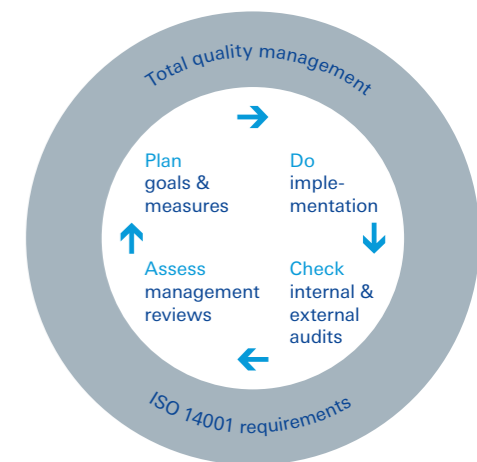 Total quality management
Plan
goals &
measures
Do
imple-
mentation
Assess
management
reviews
Check
internal &
external
audits
ISO 14001 requirements